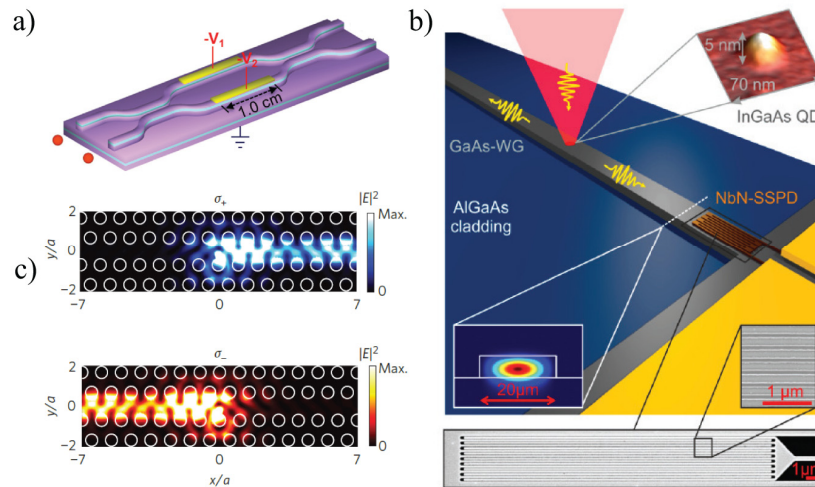 a)
-V1
-V2
1.0 cm
b)
5 nm
70 nm
InGaAs QD
GaAs-WG
NbN-SSPD
AlGaAs
cladding
20μm
1 μm
1μm
c)
σ+
|E|²
Max.
0
y/a
2
0
−2
−7
0
7
σ−
|E|²
Max.
0
y/a
2
0
−2
−7
0
7
x/a